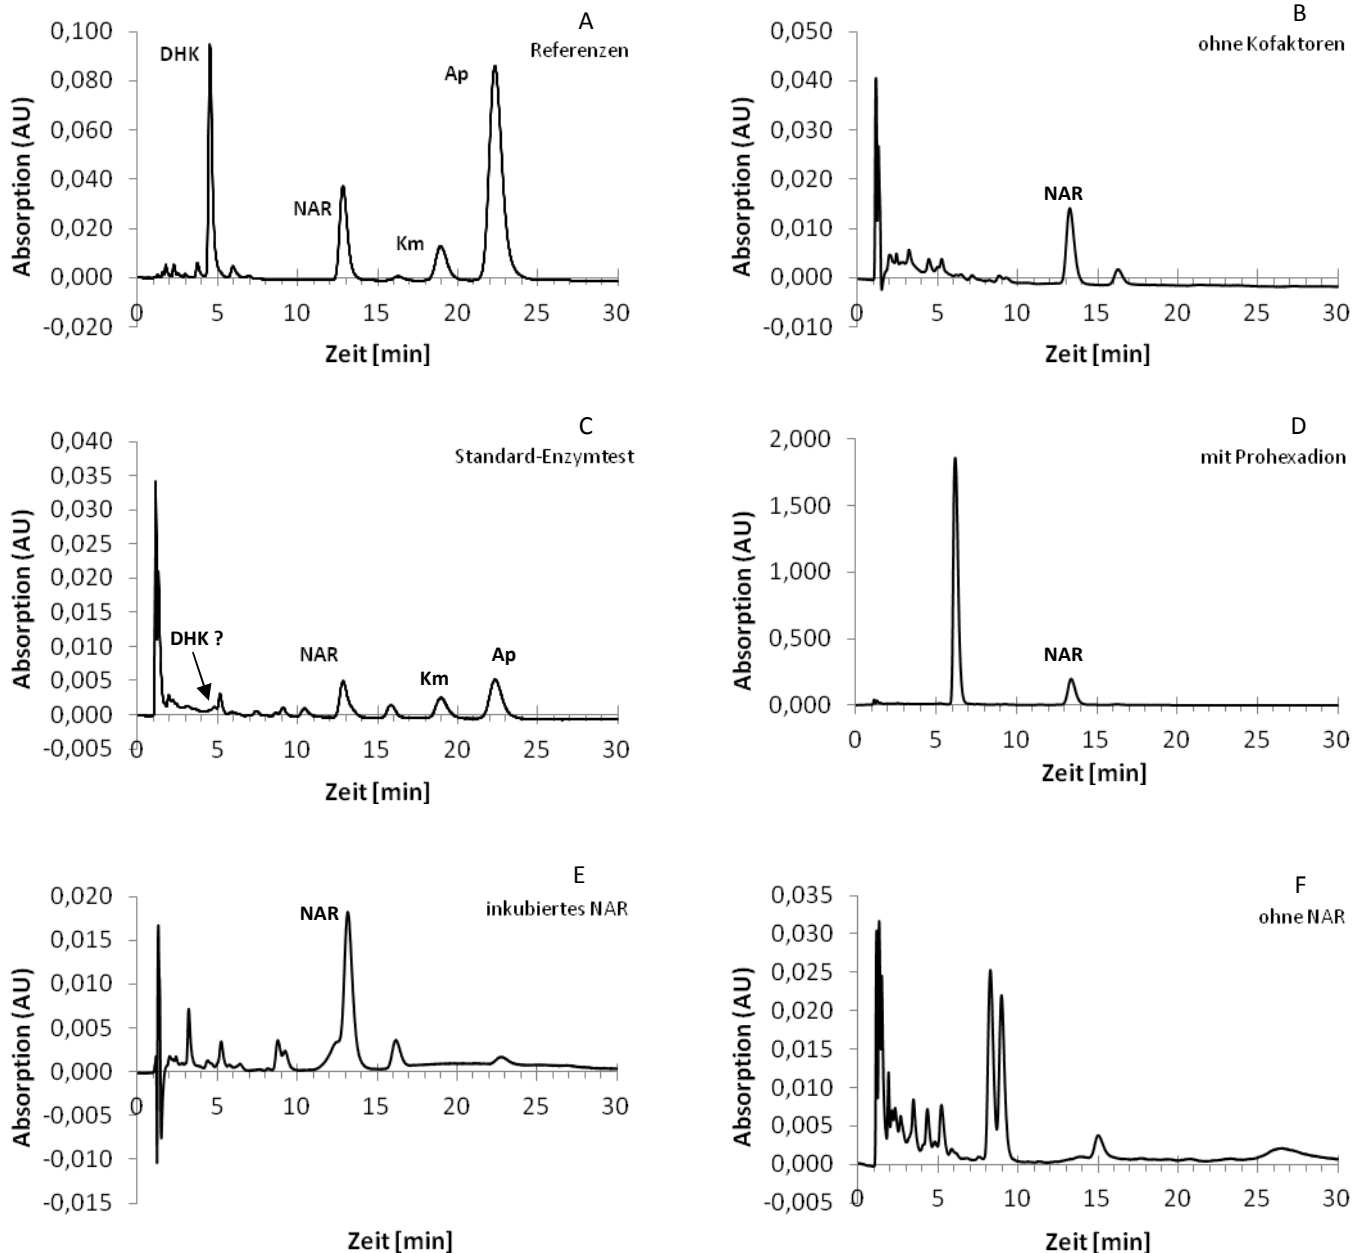 A
Referenzen
0,100
0,080
0,060
0,040
0,020
0,000
-0,020
Absorption (AU)
DHK
NAR
Km
Ap
0 5 10 15 20 25 30
Zeit [min]
B
ohne Kofaktoren
0,050
0,040
0,030
0,020
0,010
0,000
-0,010
Absorption (AU)
NAR
0 5 10 15 20 25 30
Zeit [min]
C
Standard-Enzymtest
0,040
0,035
0,030
0,025
0,020
0,015
0,010
0,005
0,000
-0,005
Absorption (AU)
DHK ?
NAR
Km
Ap
0 5 10 15 20 25 30
Zeit [min]
D
mit Prohexadion
2,000
1,500
1,000
0,500
0,000
Absorption (AU)
NAR
0 5 10 15 20 25 30
Zeit [min]
E
inkubiertes NAR
0,020
0,015
0,010
0,005
0,000
-0,005
-0,010
-0,015
Absorption (AU)
NAR
0 5 10 15 20 25 30
Zeit [min]
F
ohne NAR
0,035
0,030
0,025
0,020
0,015
0,010
0,005
0,000
-0,005
Absorption (AU)
0 5 10 15 20 25 30
Zeit [min]